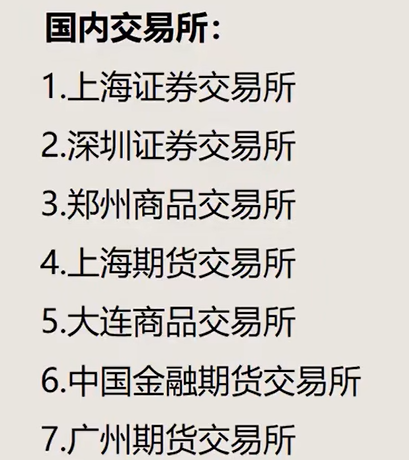 国内交易所：
1.上海证券交易所
2.深圳证券交易所
3.郑州商品交易所
4.上海期货交易所
5.大连商品交易所
6.中国金融期货交易所
7.广州期货交易所